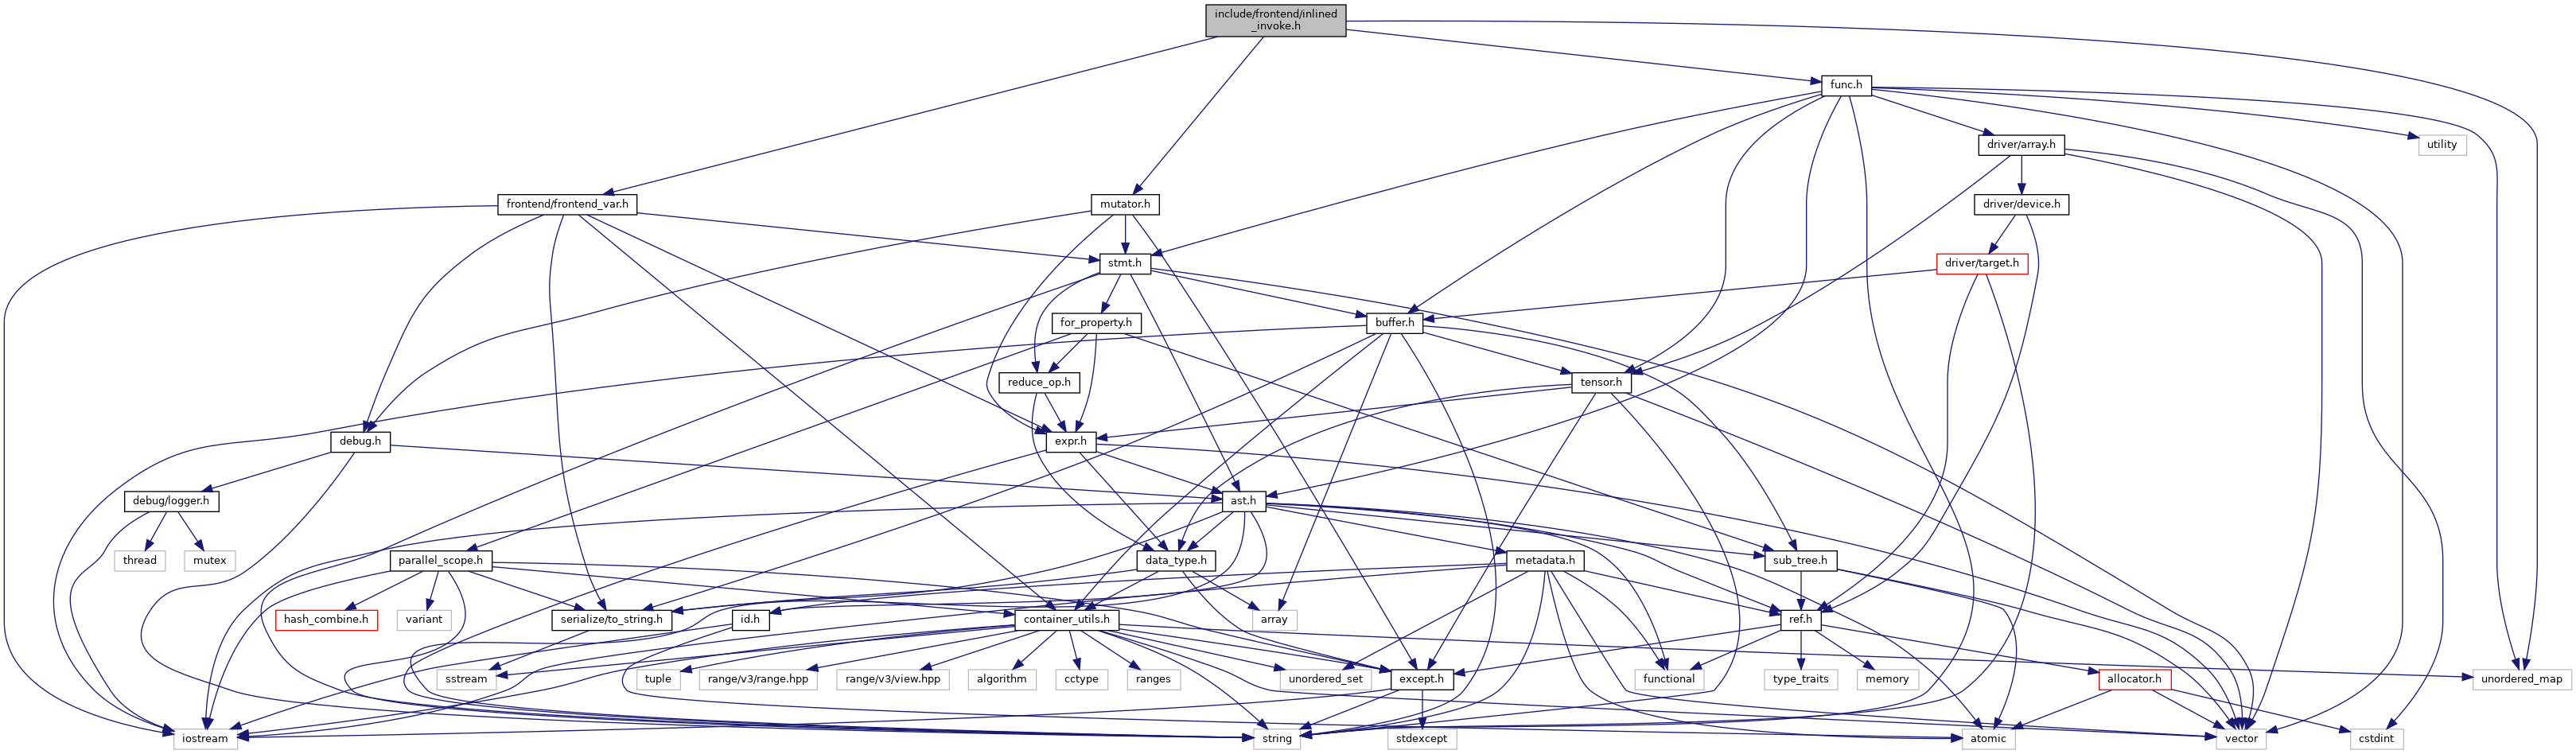 include/frontend/inlined
_invoke.h
func.h
driver/array.h
utility
frontend/frontend_var.h
mutator.h
driver/device.h
stmt.h
driver/target.h
for_property.h
buffer.h
reduce_op.h
tensor.h
debug.h
expr.h
debug/logger.h
ast.h
thread
mutex
parallel_scope.h
data_type.h
metadata.h
sub_tree.h
hash_combine.h
variant
serialize/to_string.h
id.h
container_utils.h
array
ref.h
sstream
tuple
range/v3/range.hpp
range/v3/view.hpp
algorithm
cctype
ranges
unordered_set
except.h
functional
type_traits
memory
allocator.h
unordered_map
iostream
string
stdexcept
atomic
vector
cstdint